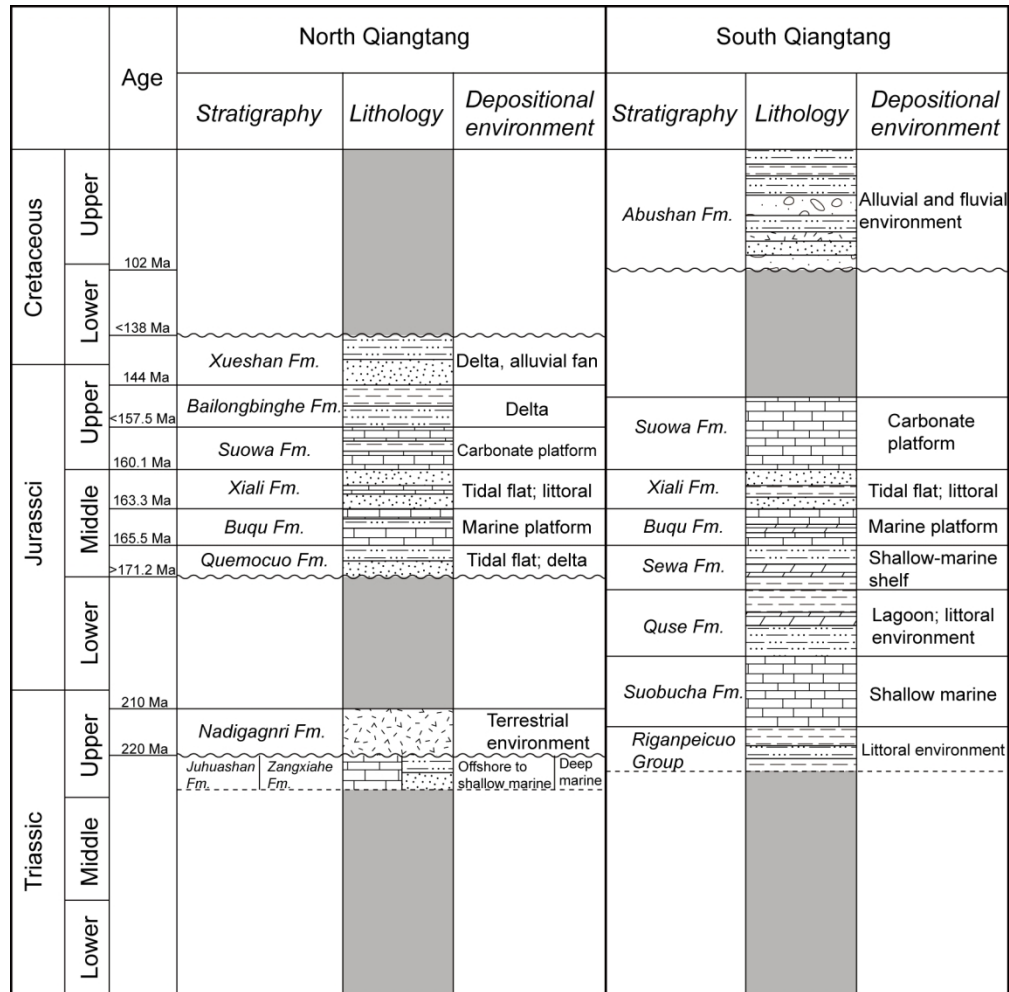 North Qiangtang
South Qiangtang
Age
Stratigraphy
Lithology
Depositional
environment
Stratigraphy
Lithology
Depositional
environment
Cretaceous
Upper
Lower
Jurassci
Upper
Middle
Lower
Triassic
Upper
Middle
Lower
102 Ma
<138 Ma
144 Ma
<157.5 Ma
160.1 Ma
163.3 Ma
165.5 Ma
>171.2 Ma
210 Ma
220 Ma
Xueshan Fm.
Delta, alluvial fan
Bailongbinghe Fm.
Delta
Suowa Fm.
Carbonate platform
Xiali Fm.
Tidal flat; littoral
Buqu Fm.
Marine platform
Quemocuo Fm.
Tidal flat; delta
Nadigagnri Fm.
Terrestrial
environment
Juhuashan
Fm.
Zangxiahe
Fm.
Offshore to
shallow marine
Deep
marine
Abushan Fm.
Alluvial and fluvial
environment
Suowa Fm.
Carbonate
platform
Xiali Fm.
Tidal flat; littoral
Buqu Fm.
Marine platform
Sewa Fm.
Shallow-marine
shelf
Quse Fm.
Lagoon; littoral
environment
Suobucha Fm.
Shallow marine
Riganpeicuo
Group
Littoral environment